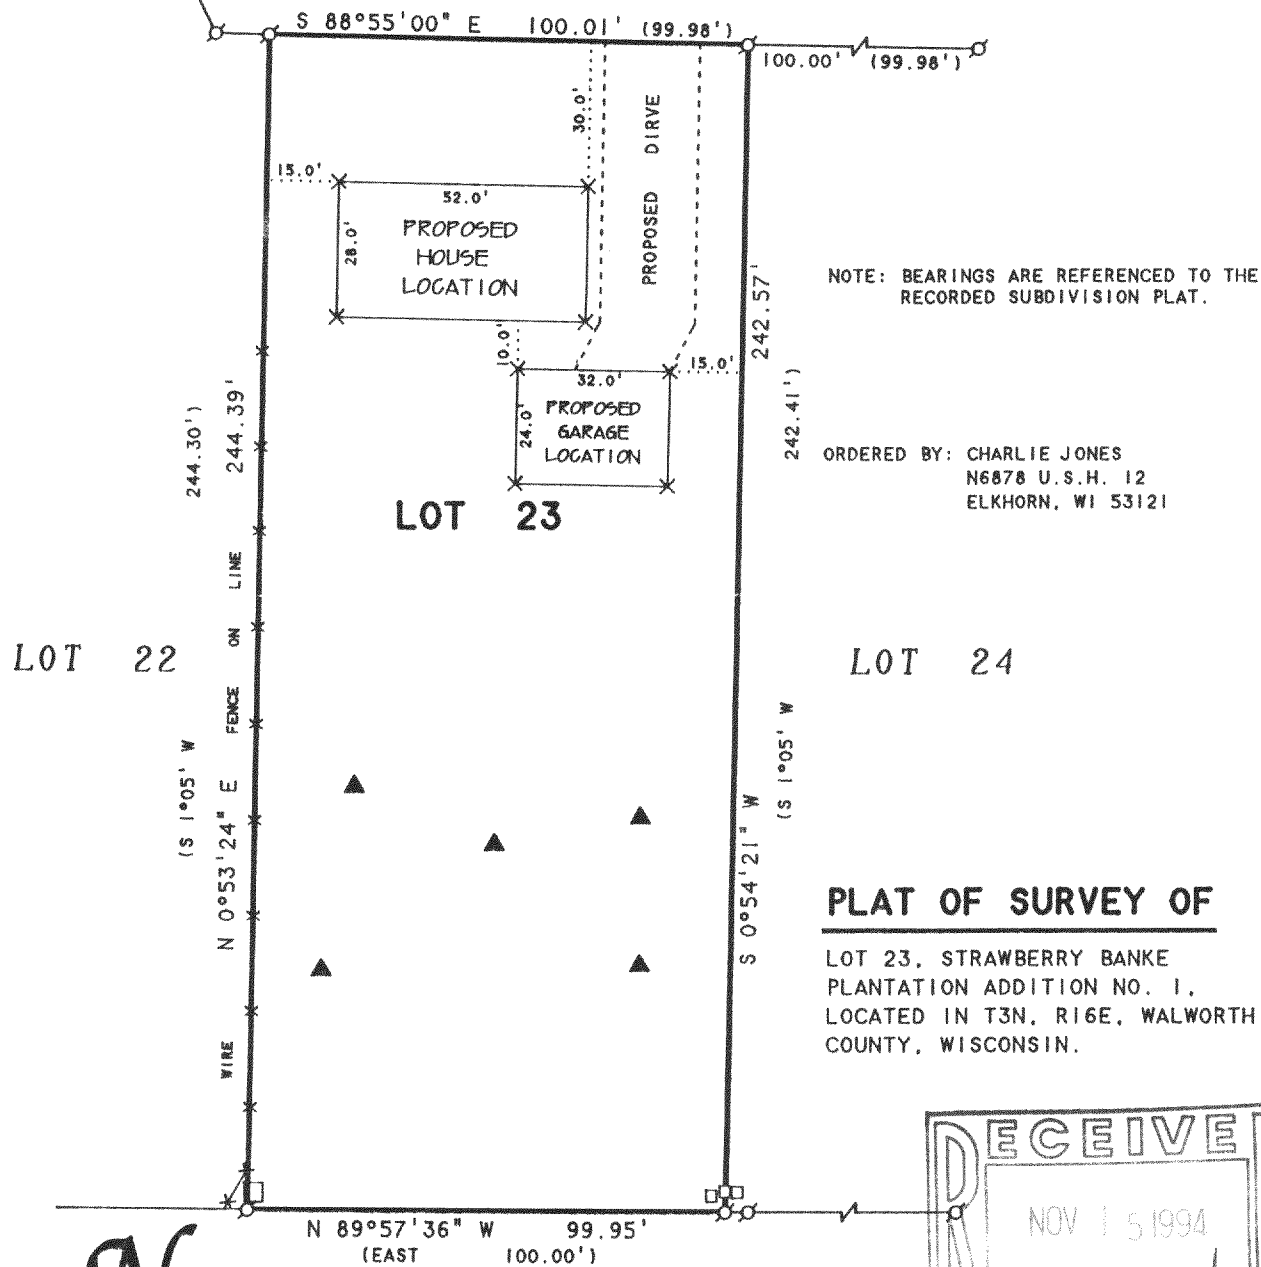 S 88°55'00" E 100.01' (99.98')
100.00' (99.98')
30.0'
PROPOSED DIRVE
15.0'
52.0'
28.0'
PROPOSED
HOUSE
LOCATION
NOTE: BEARINGS ARE REFERENCED TO THE
RECORDED SUBDIVISION PLAT.
242.57'
242.41')
10.0'
15.0'
32.0'
24.0'
PROPOSED
GARAGE
LOCATION
244.30')
244.39'
ORDERED BY: CHARLIE JONES
N6878 U.S.H. 12
ELKHORN, WI 53121
LOT 23
WIRE FENCE ON LINE
LOT 22
LOT 24
(S 1°05' W
N 0°53'24" E
S 0°54'21" W
(S 1°05' W
PLAT OF SURVEY OF
LOT 23, STRAWBERRY BANKE
PLANTATION ADDITION NO. 1,
LOCATED IN T3N, R16E, WALWORTH
COUNTY, WISCONSIN.
RECEIVE
NOV 15 1994
N 89°57'36" W 99.95'
(EAST 100.00')
N